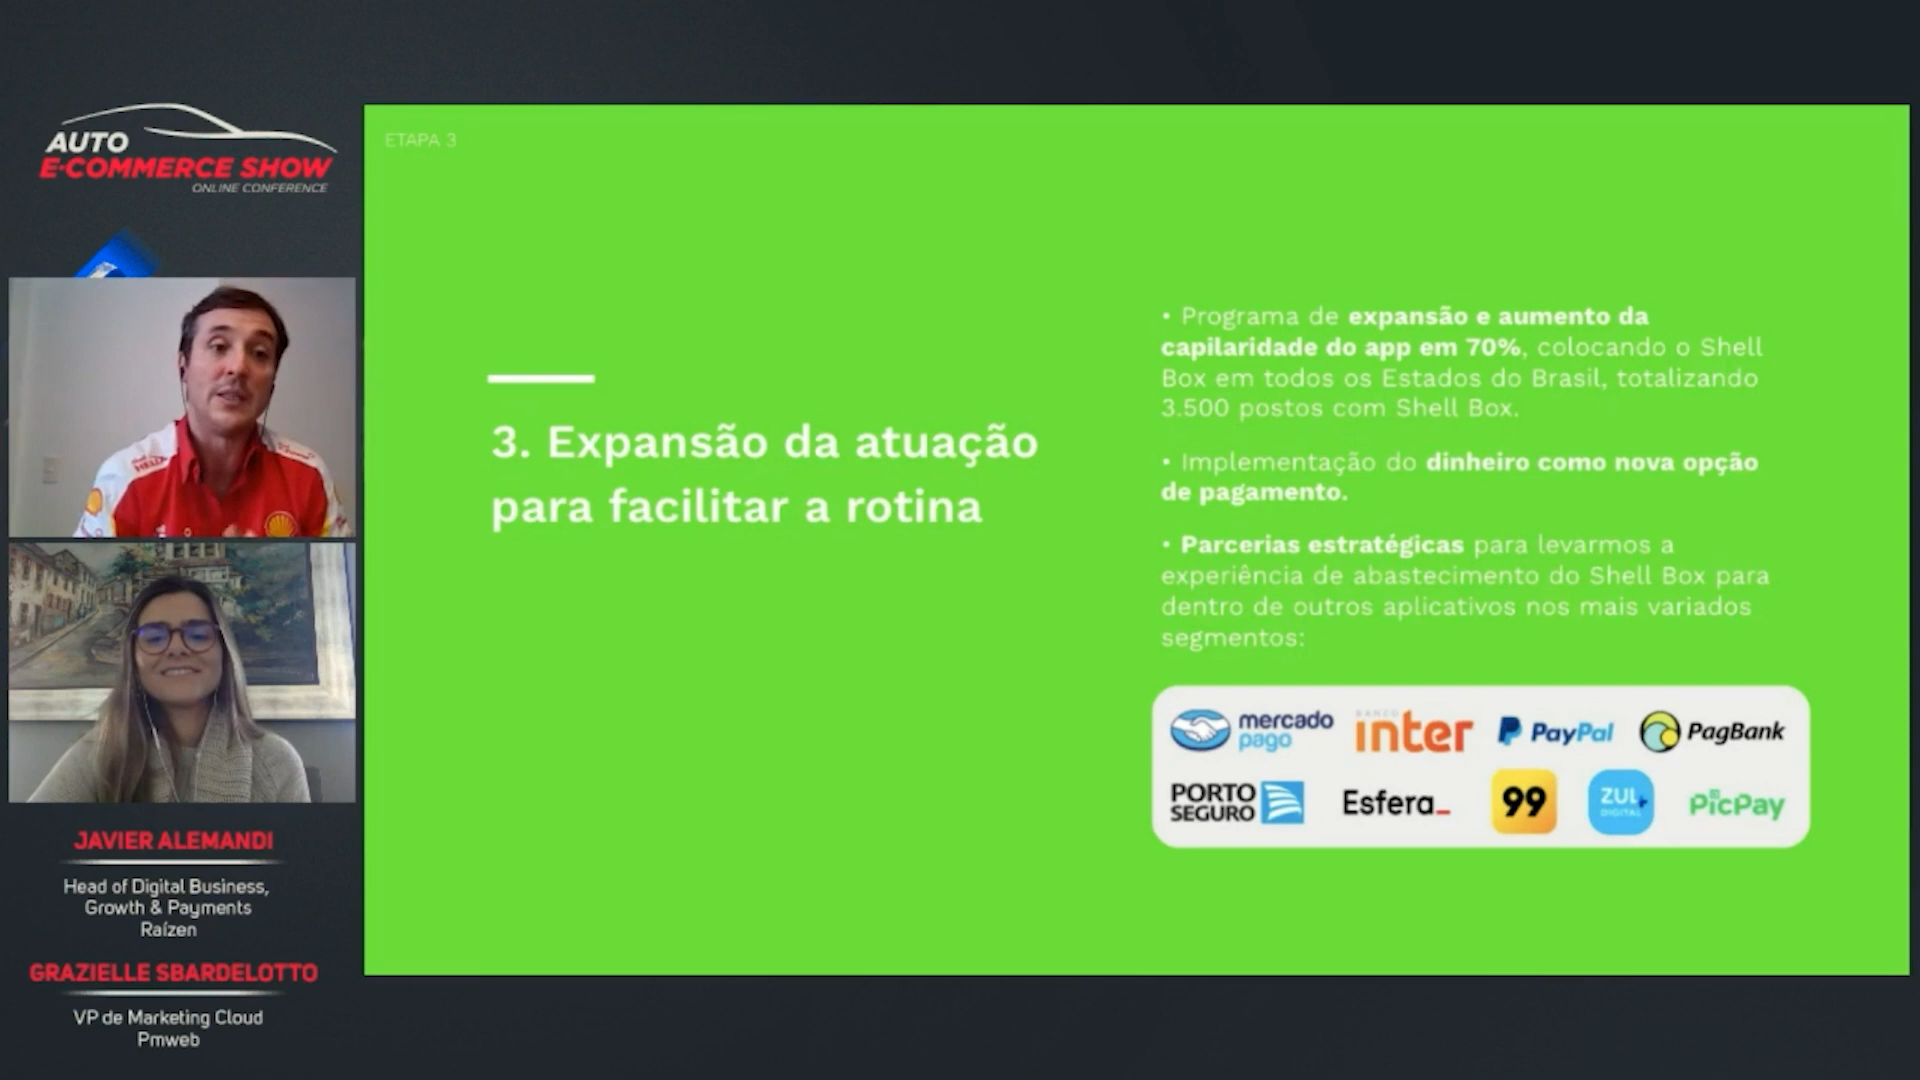 AUTO
E-COMMERCE SHOW
ONLINE CONFERENCE
JAVIER ALEMANDI
Head of Digital Business,
Growth & Payments
Raízen
GRAZIELLE SBARDELOTTO
VP de Marketing Cloud
Pmweb
ETAPA 3
3. Expansão da atuação
para facilitar a rotina
• Programa de expansão e aumento da
capilaridade do app em 70%, colocando o Shell
Box em todos os Estados do Brasil, totalizando
3.500 postos com Shell Box.
• Implementação do dinheiro como nova opção
de pagamento.
• Parcerias estratégicas para levarmos a
experiência de abastecimento do Shell Box para
dentro de outros aplicativos nos mais variados
segmentos:
mercado
pago
BANCO
inter
PayPal
PagBank
PORTO
SEGURO
Esfera_
99
ZUL+
DIGITAL
PicPay
HELIX